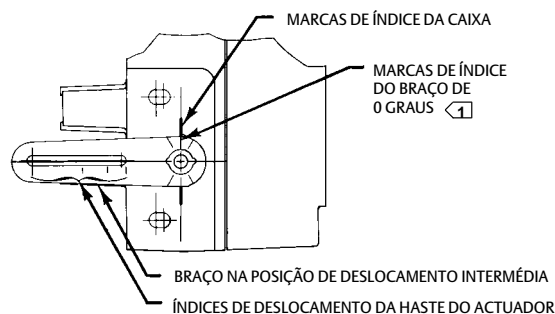 MARCAS DE ÍNDICE DA CAIXA
MARCAS DE ÍNDICE
DO BRAÇO DE
0 GRAUS 1
BRAÇO NA POSIÇÃO DE DESLOCAMENTO INTERMÉDIA
ÍNDICES DE DESLOCAMENTO DA HASTE DO ACTUADOR